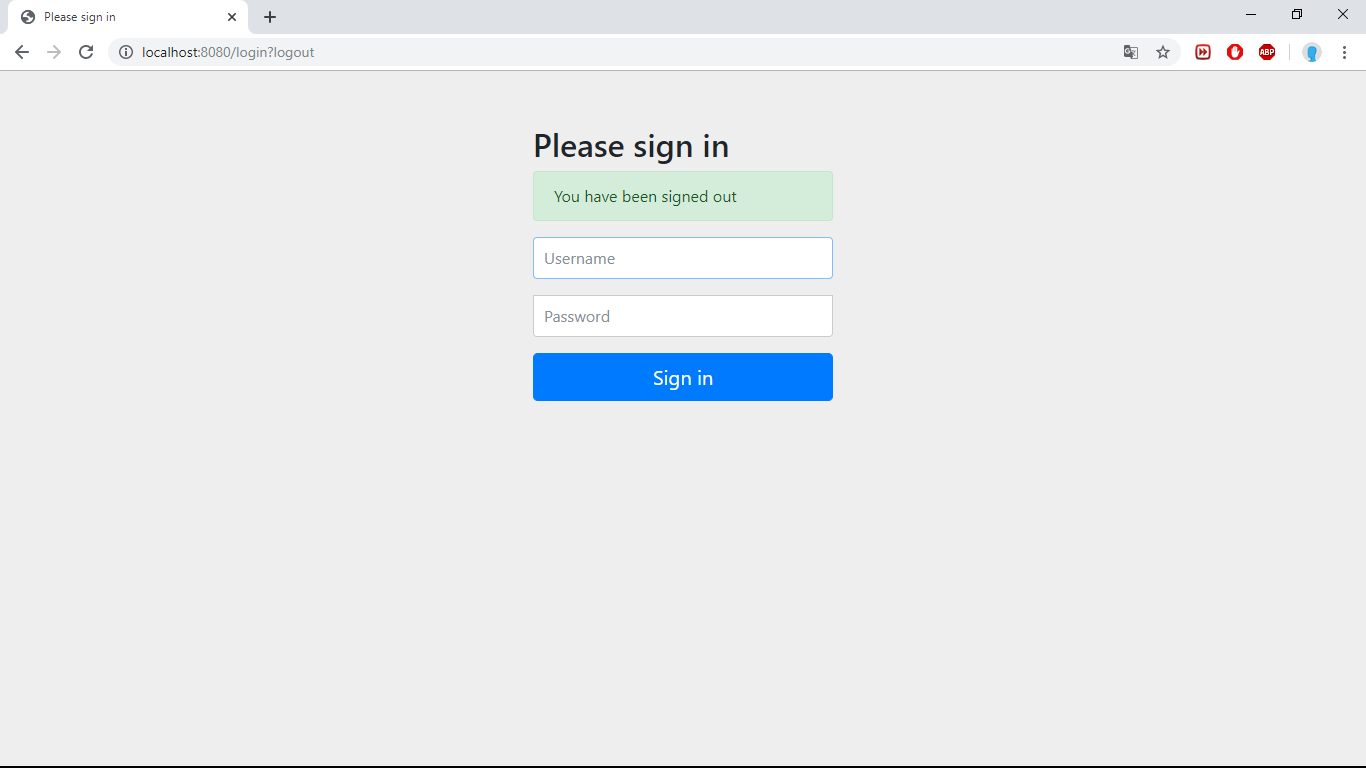 Please sign in
localhost:8080/login?logout
ABP
Please sign in
You have been signed out
Username
Password
Sign in